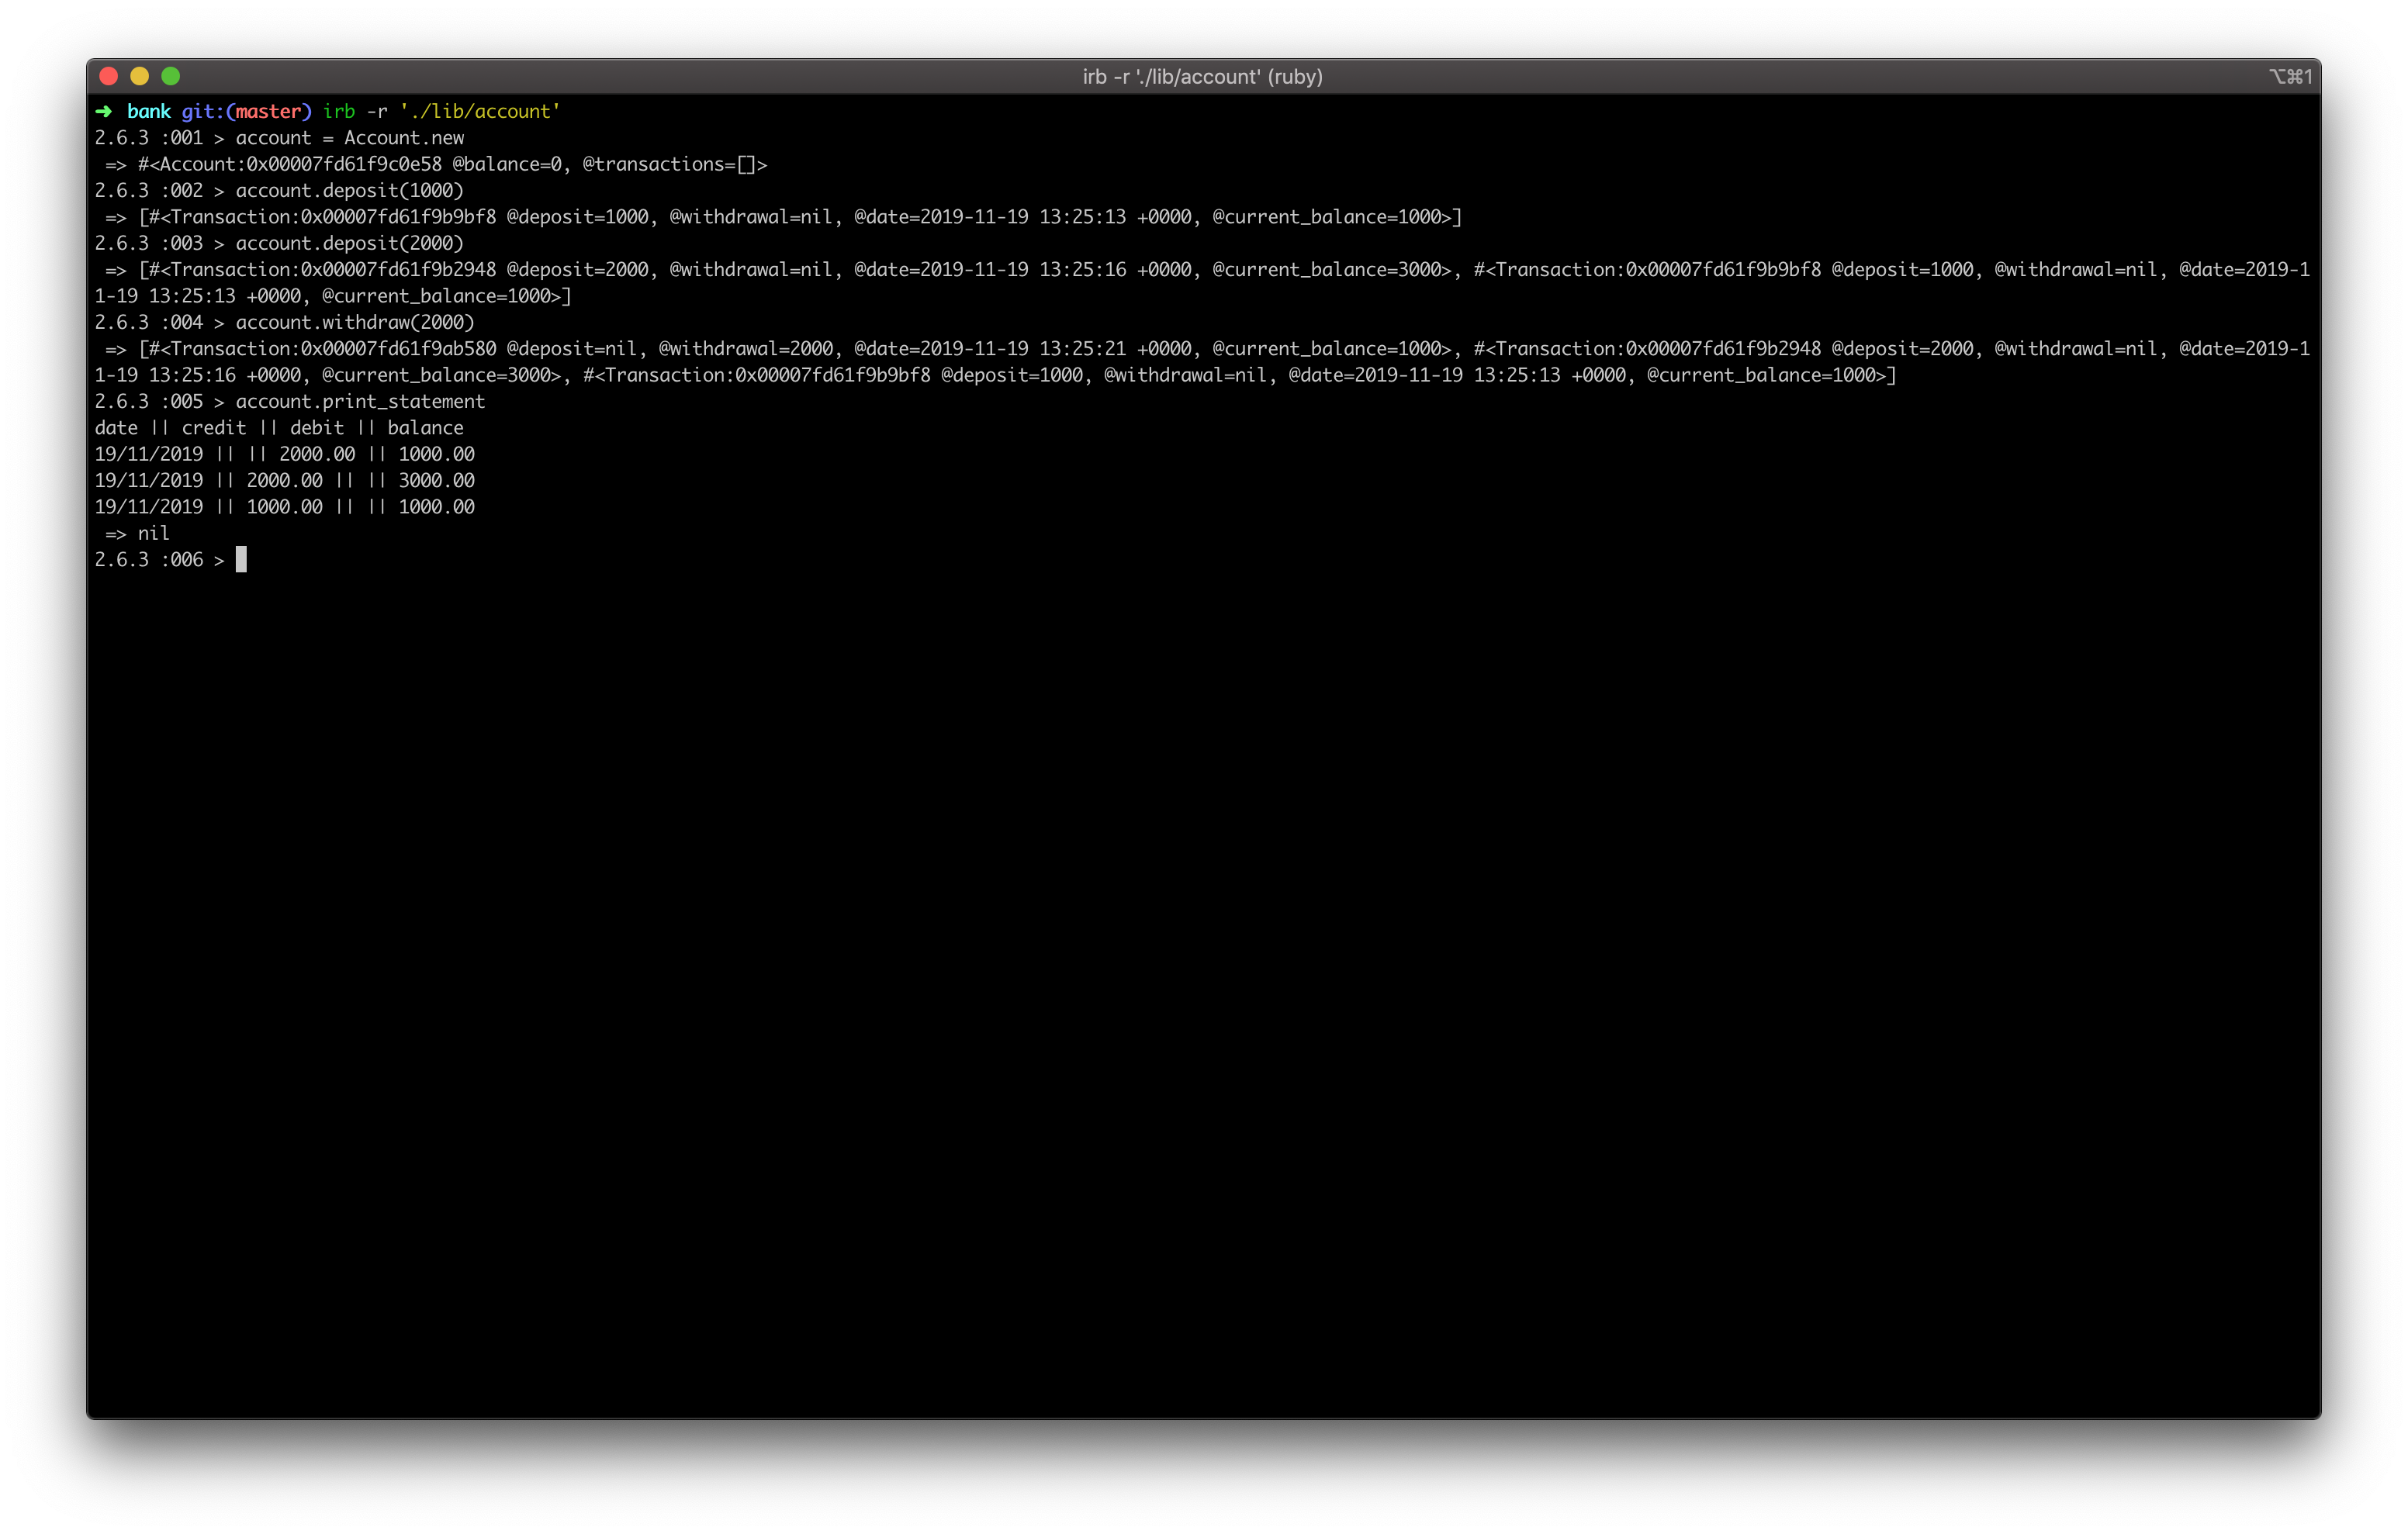 irb -r './lib/account' (ruby)
⌥⌘1
➜ bank git:(master) irb -r './lib/account'
2.6.3 :001 > account = Account.new
 => #<Account:0x00007fd61f9c0e58 @balance=0, @transactions=[]>
2.6.3 :002 > account.deposit(1000)
 => [#<Transaction:0x00007fd61f9b9bf8 @deposit=1000, @withdrawal=nil, @date=2019-11-19 13:25:13 +0000, @current_balance=1000>]
2.6.3 :003 > account.deposit(2000)
 => [#<Transaction:0x00007fd61f9b2948 @deposit=2000, @withdrawal=nil, @date=2019-11-19 13:25:16 +0000, @current_balance=3000>, #<Transaction:0x00007fd61f9b9bf8 @deposit=1000, @withdrawal=nil, @date=2019-1
1-19 13:25:13 +0000, @current_balance=1000>]
2.6.3 :004 > account.withdraw(2000)
 => [#<Transaction:0x00007fd61f9ab580 @deposit=nil, @withdrawal=2000, @date=2019-11-19 13:25:21 +0000, @current_balance=1000>, #<Transaction:0x00007fd61f9b2948 @deposit=2000, @withdrawal=nil, @date=2019-1
1-19 13:25:16 +0000, @current_balance=3000>, #<Transaction:0x00007fd61f9b9bf8 @deposit=1000, @withdrawal=nil, @date=2019-11-19 13:25:13 +0000, @current_balance=1000>]
2.6.3 :005 > account.print_statement
date || credit || debit || balance
19/11/2019 || || 2000.00 || 1000.00
19/11/2019 || 2000.00 || || 3000.00
19/11/2019 || 1000.00 || || 1000.00
 => nil
2.6.3 :006 >